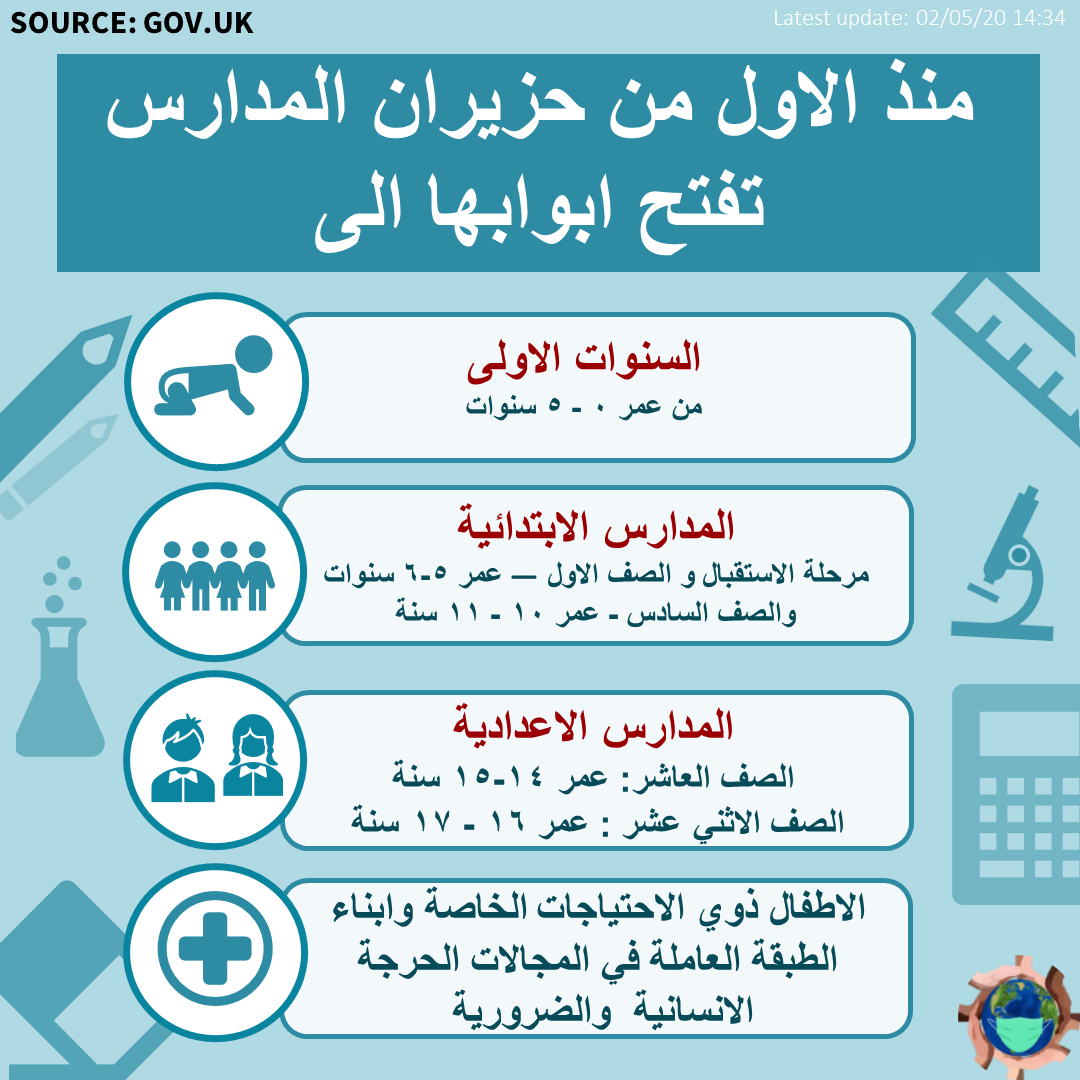 SOURCE: GOV.UK
Latest update: 02/05/20 14:34
منذ الاول من حزيران المدارس
تفتح ابوابها الى
السنوات الاولى
من عمر ٠ - ٥ سنوات
المدارس الابتدائية
مرحلة الاستقبال و الصف الاول — عمر ٥-٦ سنوات
والصف السادس - عمر ١٠ - ١١ سنة
المدارس الاعدادية
الصف العاشر: عمر ١٤-١٥ سنة
الصف الاثني عشر : عمر ١٦ - ١٧ سنة
الاطفال ذوي الاحتياجات الخاصة وابناء
الطبقة العاملة في المجالات الحرجة
الانسانية والضرورية